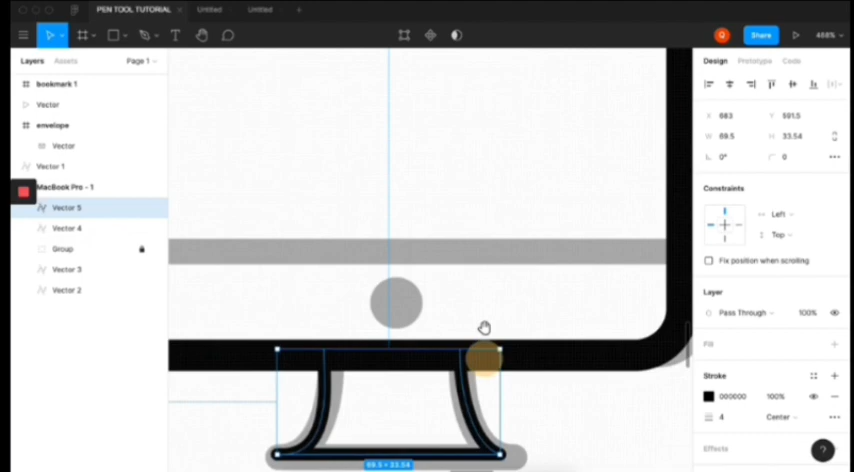 PEN TOOL TUTORIAL
Untitled
Untitled
Share
468%
Layers
Assets
Page 1
Design
Prototype
Code
bookmark 1
Vector
envelope
Vector
Vector 1
MacBook Pro - 1
Vector 5
Vector 4
Group
Vector 3
Vector 2
X 683
Y 591.5
W 69.5
H 33.54
0°
0
Constraints
Left
Top
Fix position when scrolling
Layer
Pass Through
100%
Fill
Stroke
000000
100%
4
Center
Effects
69.5 × 33.54
?